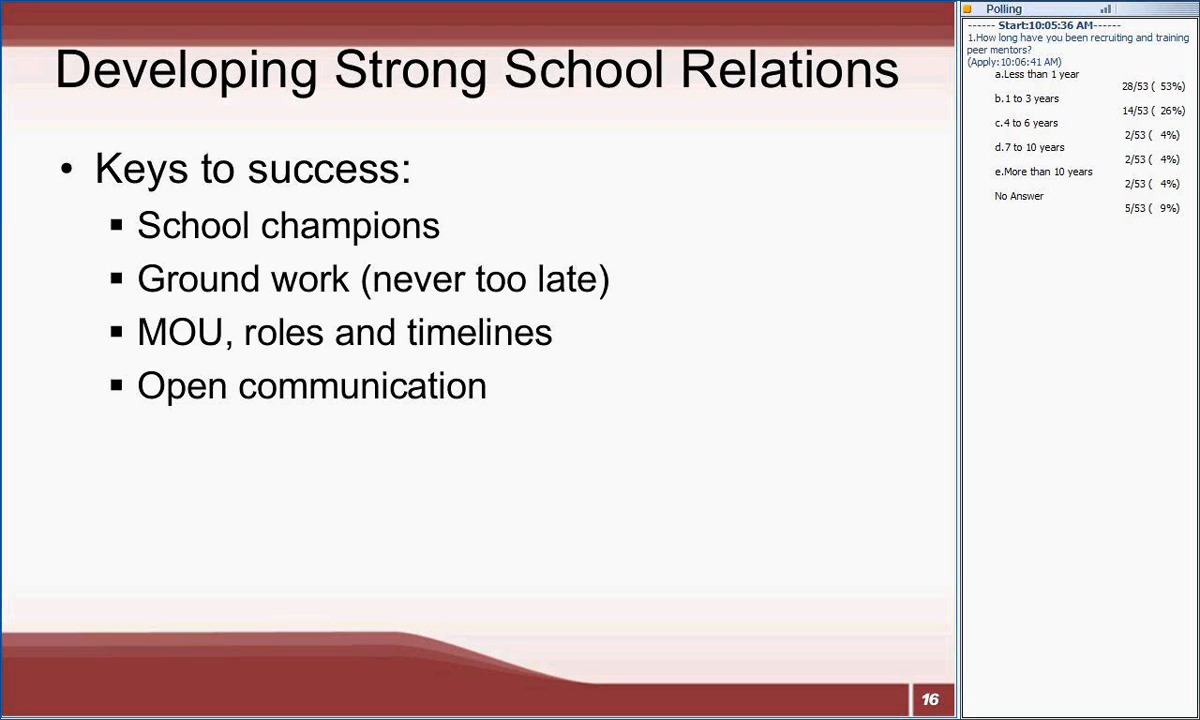 Developing Strong School Relations
• Keys to success:
▪ School champions
▪ Ground work (never too late)
▪ MOU, roles and timelines
▪ Open communication
16
Polling
------ Start:10:05:36 AM------
1.How long have you been recruiting and training
peer mentors?
(Apply:10:06:41 AM)
a.Less than 1 year
28/53 ( 53%)
b.1 to 3 years
14/53 ( 26%)
c.4 to 6 years
2/53 ( 4%)
d.7 to 10 years
2/53 ( 4%)
e.More than 10 years
2/53 ( 4%)
No Answer
5/53 ( 9%)